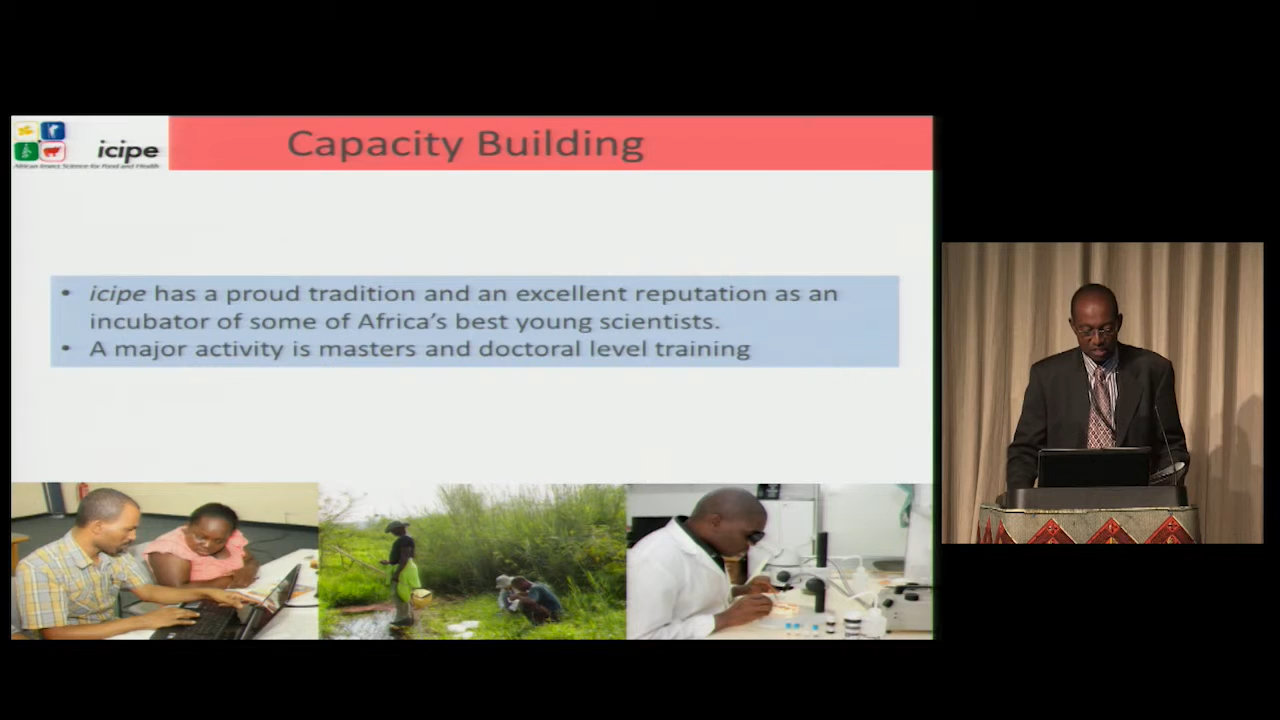 Capacity Building
icipe
African Insect Science for Food and Health
• icipe has a proud tradition and an excellent reputation as an
incubator of some of Africa's best young scientists.
• A major activity is masters and doctoral level training